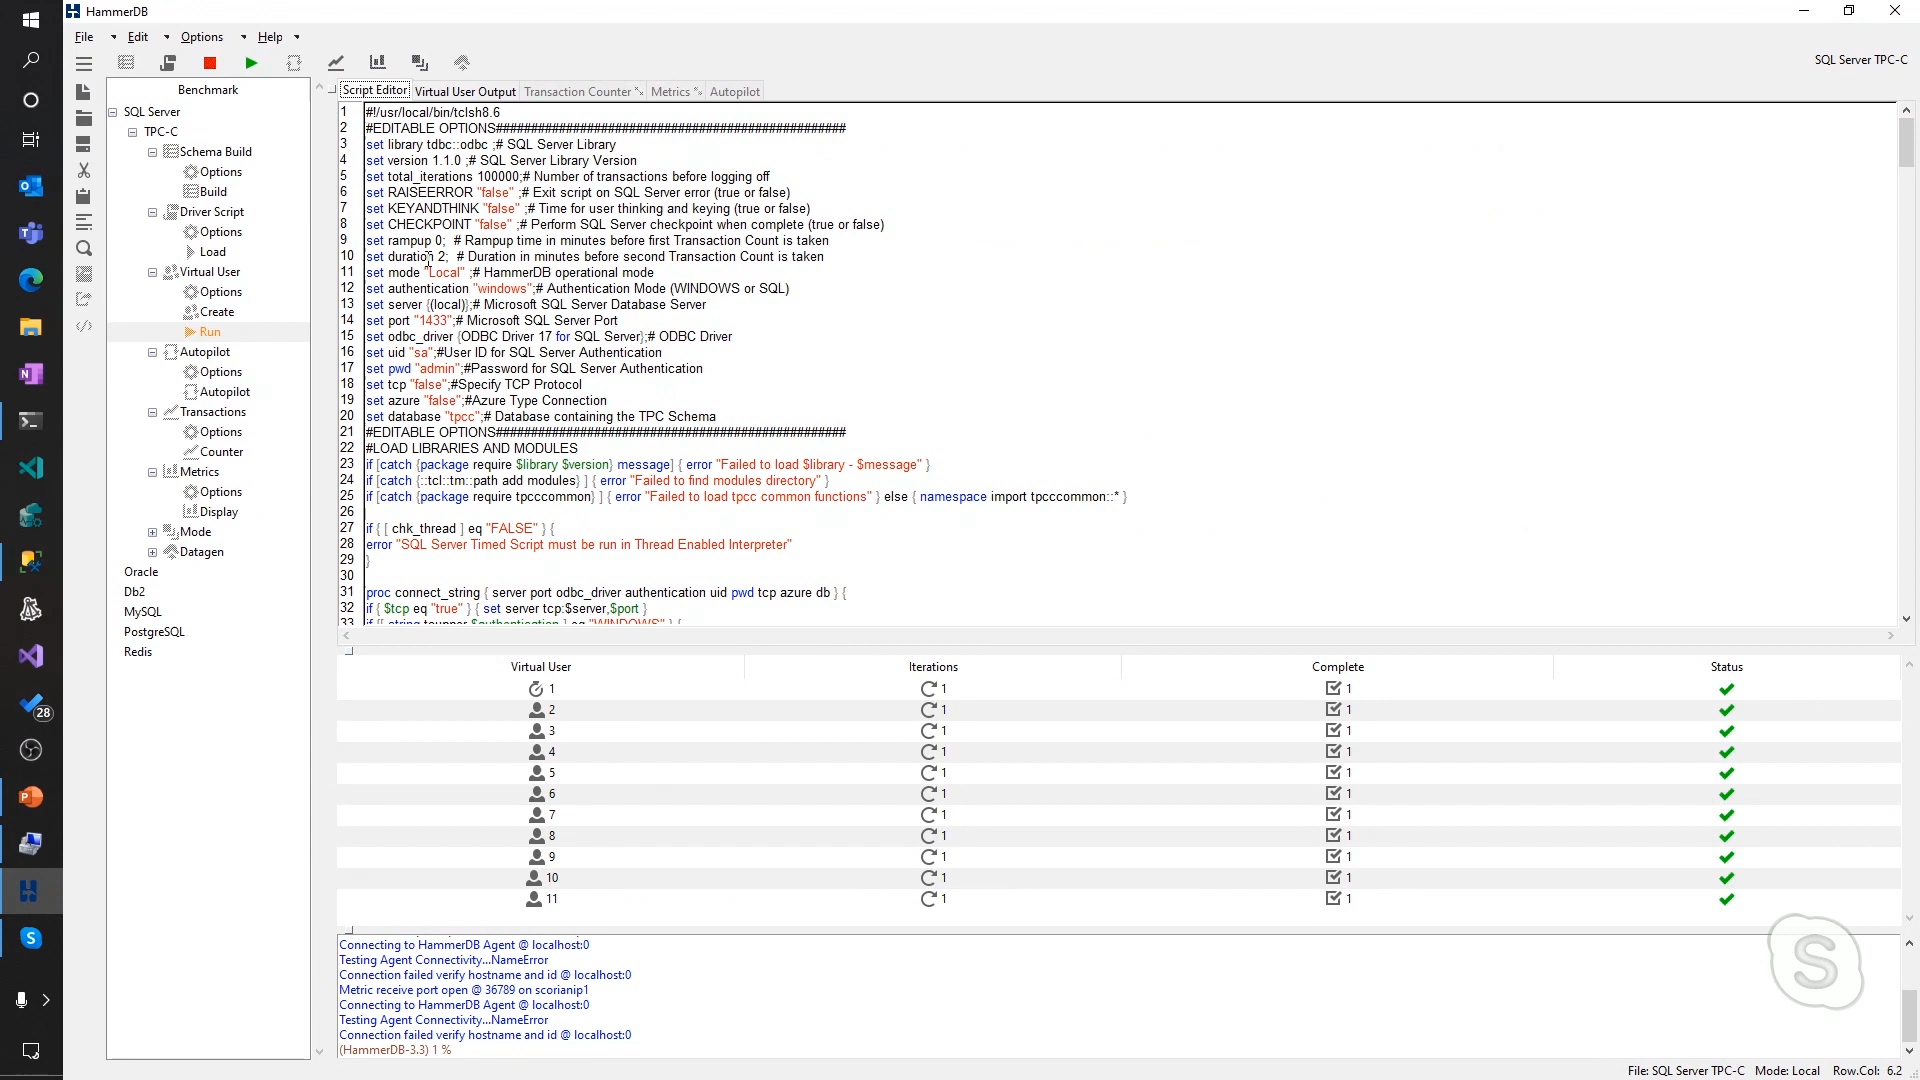 HammerDB
File Edit Options Help
SQL Server TPC-C
Benchmark
SQL Server
TPC-C
Schema Build
Options
Build
Driver Script
Options
Load
Virtual User
Options
Create
Run
Autopilot
Options
Autopilot
Transactions
Options
Counter
Metrics
Options
Display
Mode
Datagen
Oracle
Db2
MySQL
PostgreSQL
Redis
Script Editor Virtual User Output Transaction Counter Metrics Autopilot
1 #!/usr/local/bin/tclsh8.6
2 #EDITABLE OPTIONS##################################################
3 set library tdbc::odbc ;# SQL Server Library
4 set version 1.1.0 ;# SQL Server Library Version
5 set total_iterations 100000;# Number of transactions before logging off
6 set RAISEERROR "false" ;# Exit script on SQL Server error (true or false)
7 set KEYANDTHINK "false" ;# Time for user thinking and keying (true or false)
8 set CHECKPOINT "false" ;# Perform SQL Server checkpoint when complete (true or false)
9 set rampup 0;  # Rampup time in minutes before first Transaction Count is taken
10 set duration 2;  # Duration in minutes before second Transaction Count is taken
11 set mode "Local" ;# HammerDB operational mode
12 set authentication "windows";# Authentication Mode (WINDOWS or SQL)
13 set server {(local)};# Microsoft SQL Server Database Server
14 set port "1433";# Microsoft SQL Server Port
15 set odbc_driver {ODBC Driver 17 for SQL Server};# ODBC Driver
16 set uid "sa";#User ID for SQL Server Authentication
17 set pwd "admin";#Password for SQL Server Authentication
18 set tcp "false";#Specify TCP Protocol
19 set azure "false";#Azure Type Connection
20 set database "tpcc";# Database containing the TPC Schema
21 #EDITABLE OPTIONS##################################################
22 #LOAD LIBRARIES AND MODULES
23 if [catch {package require $library $version} message] { error "Failed to load $library - $message" }
24 if [catch {::tcl::tm::path add modules} ] { error "Failed to find modules directory" }
25 if [catch {package require tpcccommon} ] { error "Failed to load tpcc common functions" } else { namespace import tpcccommon::* }
26
27 if { [ chk_thread ] eq "FALSE" } {
28 error "SQL Server Timed Script must be run in Thread Enabled Interpreter"
29 }
30
31 proc connect_string { server port odbc_driver authentication uid pwd tcp azure db } {
32 if { $tcp eq "true" } { set server tcp:$server,$port }
33 if {[ string toupper $authentication ] eq "WINDOWS" } {
Virtual User Iterations Complete Status
1 1 1
2 1 1
3 1 1
4 1 1
5 1 1
6 1 1
7 1 1
8 1 1
9 1 1
10 1 1
11 1 1
Connecting to HammerDB Agent @ localhost:0
Testing Agent Connectivity...NameError
Connection failed verify hostname and id @ localhost:0
Metric receive port open @ 36789 on scorianip1
Connecting to HammerDB Agent @ localhost:0
Testing Agent Connectivity...NameError
Connection failed verify hostname and id @ localhost:0
(HammerDB-3.3) 1 %
File: SQL Server TPC-C Mode: Local Row.Col: 6.2
28